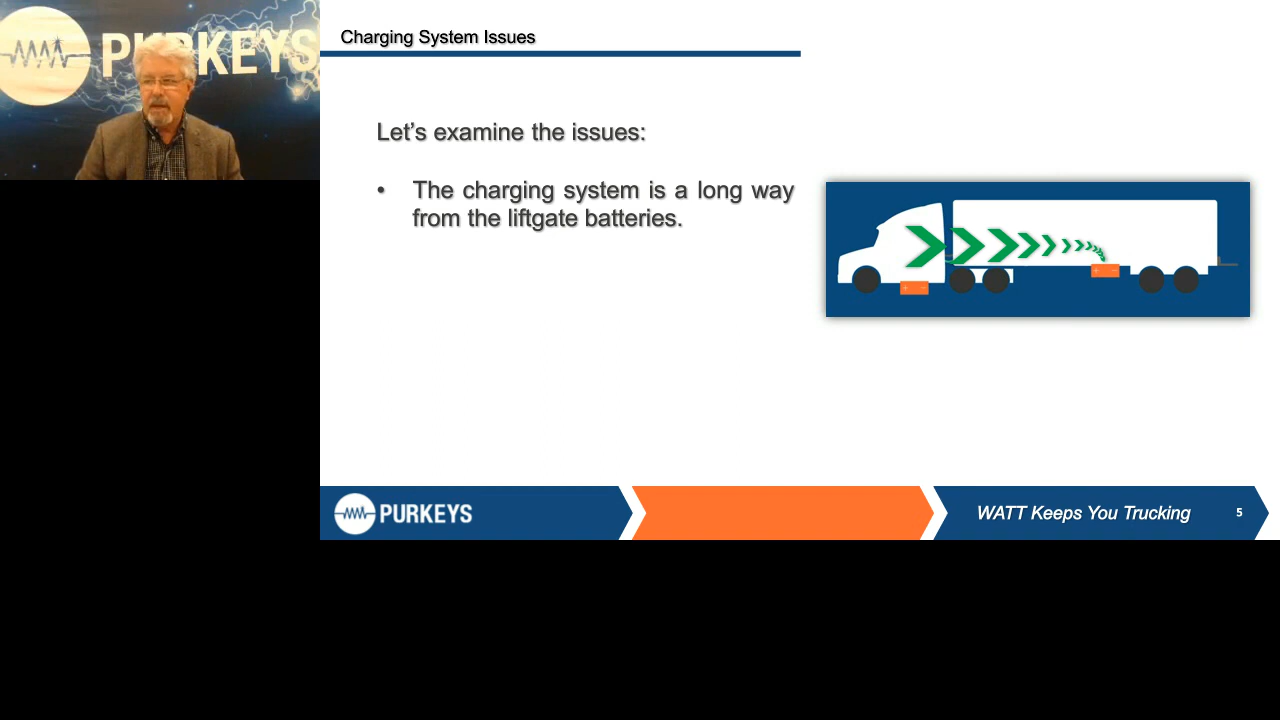 PURKEYS
Charging System Issues
Let's examine the issues:
• The charging system is a long way
from the liftgate batteries.
PURKEYS
WATT Keeps You Trucking
5